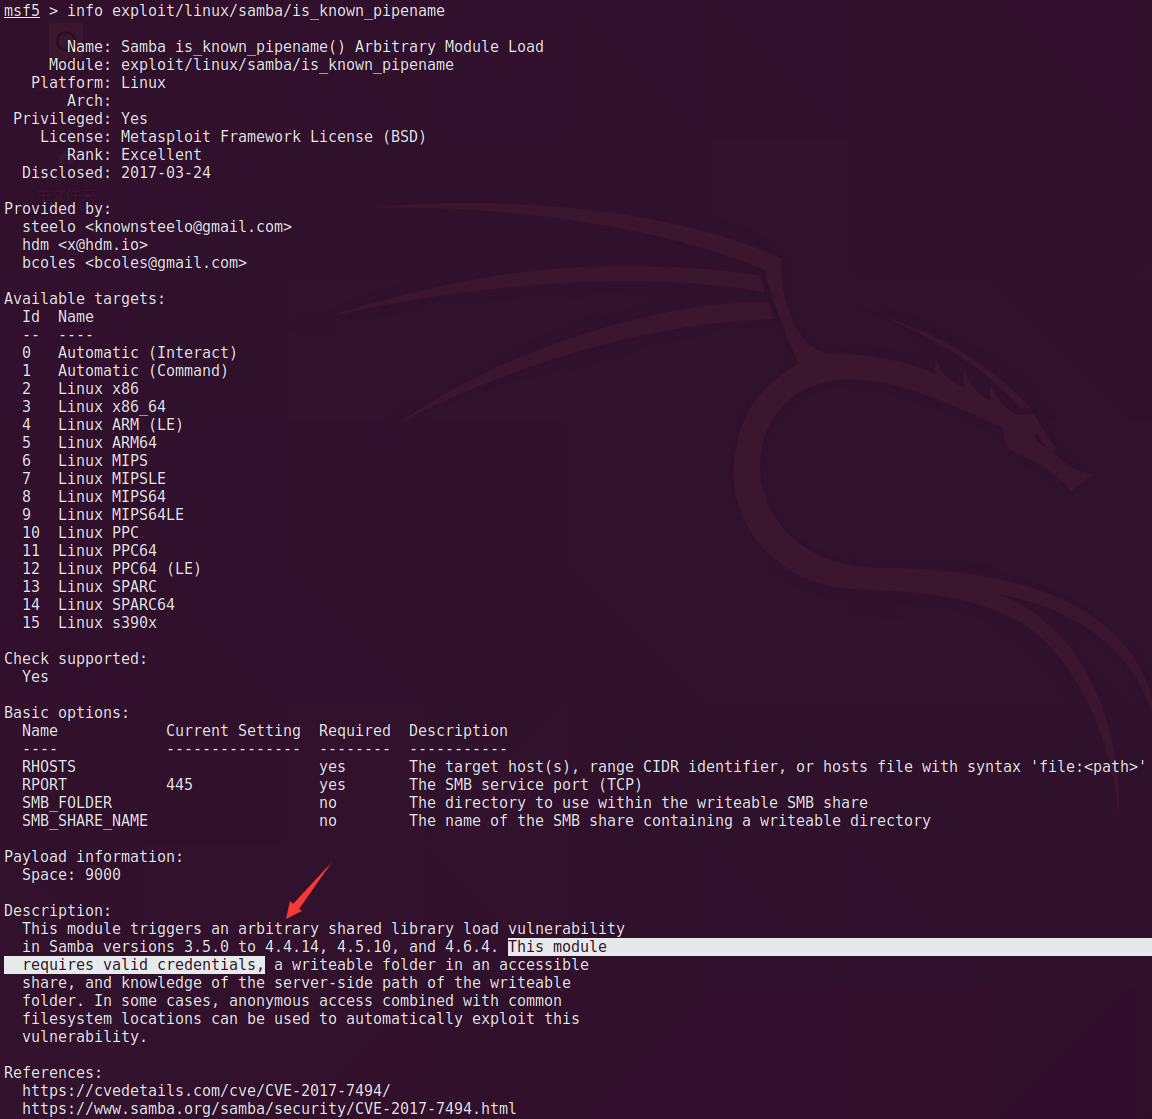 msf5 > info exploit/linux/samba/is_known_pipename
Name: Samba is_known_pipename() Arbitrary Module Load
Module: exploit/linux/samba/is_known_pipename
Platform: Linux
Arch:
Privileged: Yes
License: Metasploit Framework License (BSD)
Rank: Excellent
Disclosed: 2017-03-24
Provided by:
steelo <knownsteelo@gmail.com>
hdm <x@hdm.io>
bcoles <bcoles@gmail.com>
Available targets:
Id  Name
--  ----
0   Automatic (Interact)
1   Automatic (Command)
2   Linux x86
3   Linux x86_64
4   Linux ARM (LE)
5   Linux ARM64
6   Linux MIPS
7   Linux MIPSLE
8   Linux MIPS64
9   Linux MIPS64LE
10  Linux PPC
11  Linux PPC64
12  Linux PPC64 (LE)
13  Linux SPARC
14  Linux SPARC64
15  Linux s390x
Check supported:
Yes
Basic options:
Name            Current Setting  Required  Description
----            ---------------  --------  -----------
RHOSTS                           yes       The target host(s), range CIDR identifier, or hosts file with syntax 'file:<path>'
RPORT           445              yes       The SMB service port (TCP)
SMB_FOLDER                       no        The directory to use within the writeable SMB share
SMB_SHARE_NAME                   no        The name of the SMB share containing a writeable directory
Payload information:
Space: 9000
Description:
This module triggers an arbitrary shared library load vulnerability
in Samba versions 3.5.0 to 4.4.14, 4.5.10, and 4.6.4. This module
requires valid credentials, a writeable folder in an accessible
share, and knowledge of the server-side path of the writeable
folder. In some cases, anonymous access combined with common
filesystem locations can be used to automatically exploit this
vulnerability.
References:
https://cvedetails.com/cve/CVE-2017-7494/
https://www.samba.org/samba/security/CVE-2017-7494.html